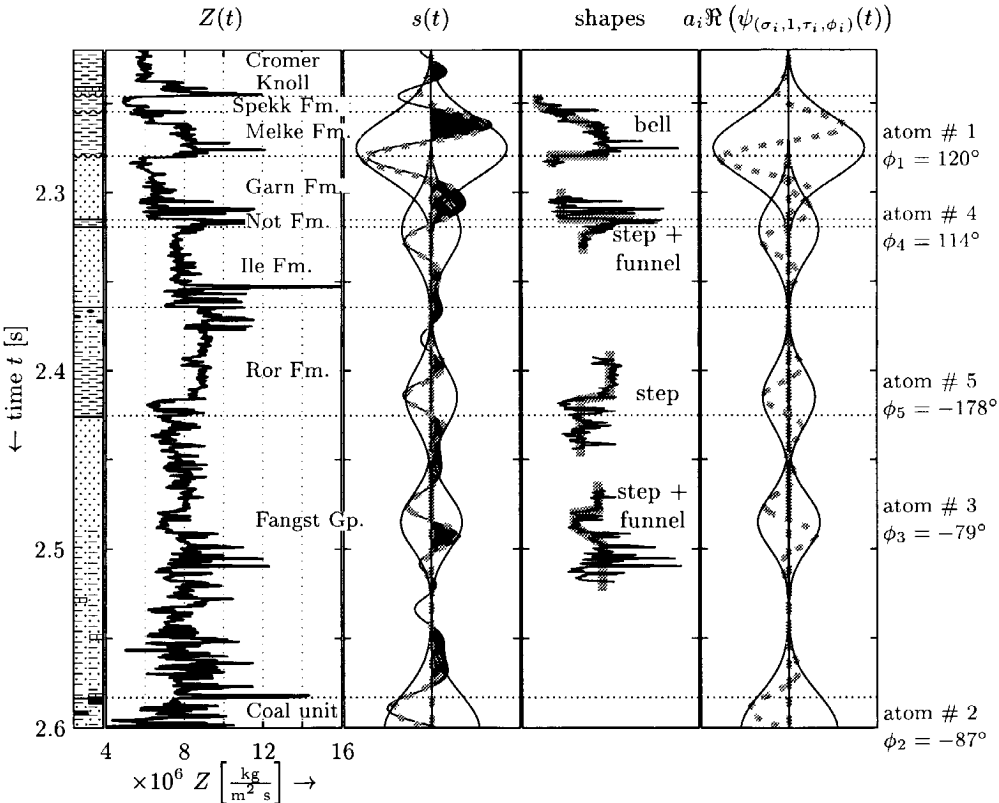 Z(t) s(t) shapes a_i ℜ (ψ_(σ_i,1,τ_i,φ_i)(t))
Cromer
Knoll
Spekk Fm.
Melke Fm.
bell
atom # 1
φ_1 = 120°
Garn Fm.
2.3
Not Fm.
atom # 4
φ_4 = 114°
step +
funnel
Ile Fm.
2.4
Ror Fm.
step
atom # 5
φ_5 = −178°
← time t [s]
step +
funnel
Fangst Gp.
atom # 3
φ_3 = −79°
2.5
Coal unit
atom # 2
φ_2 = −87°
2.6
4 8 12 16
×10^6 Z [kg/m² s] →